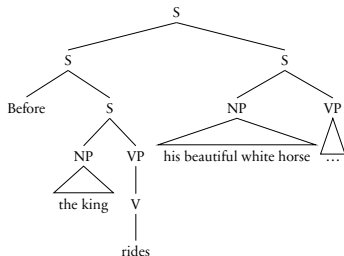 S
S S
Before S NP VP
NP VP his beautiful white horse ...
the king V
rides